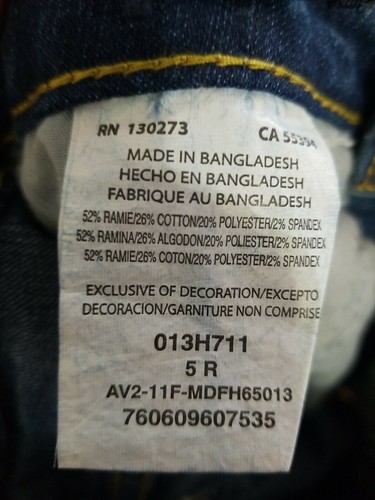 RN 130273 CA 55394
MADE IN BANGLADESH
HECHO EN BANGLADESH
FABRIQUE AU BANGLADESH
52% RAMIE/26% COTTON/20% POLYESTER/2% SPANDEX
52% RAMINA/26% ALGODON/20% POLIESTER/2% SPANDEX
52% RAMIE/26% COTON/20% POLYESTER/2% SPANDEX
EXCLUSIVE OF DECORATION/EXCEPTO
DECORACION/GARNITURE NON COMPRISE
013H711
5 R
AV2-11F-MDFH65013
760609607535